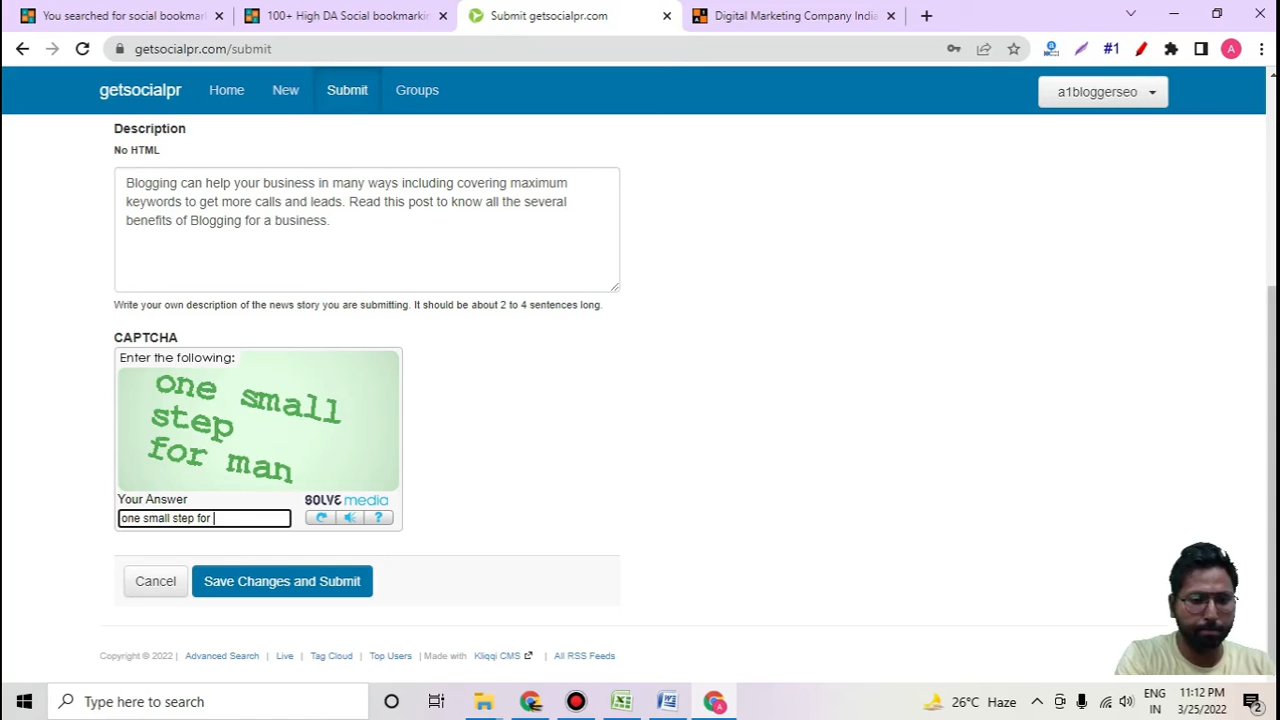 You searched for social bookmark
100+ High DA Social bookmarkin
Submit getsocialpr.com
Digital Marketing Company India
getsocialpr.com/submit
#1
A
getsocialpr
Home
New
Submit
Groups
a1bloggerseo
Description
No HTML
Blogging can help your business in many ways including covering maximum
keywords to get more calls and leads. Read this post to know all the several
benefits of Blogging for a business.
Write your own description of the news story you are submitting. It should be about 2 to 4 sentences long.
CAPTCHA
Enter the following:
one small
step
for man
Your Answer
SOLVE media
one small step for
?
Cancel
Save Changes and Submit
Copyright © 2022 | Advanced Search | Live | Tag Cloud | Top Users | Made with Kliqqi CMS | All RSS Feeds
Type here to search
26°C Haze
ENG
IN
11:12 PM
3/25/2022
2